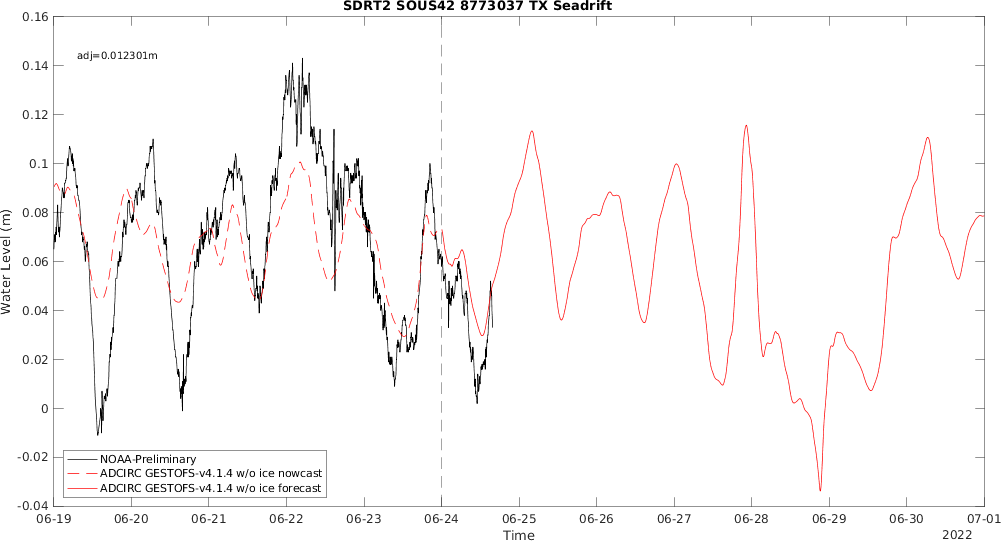 SDRT2 SOUS42 8773037 TX Seadrift
0.16
0.14
0.12
0.1
0.08
0.06
0.04
0.02
0
-0.02
-0.04
Water Level (m)
adj=0.012301m
NOAA-Preliminary
ADCIRC GESTOFS-v4.1.4 w/o ice nowcast
ADCIRC GESTOFS-v4.1.4 w/o ice forecast
06-19 06-20 06-21 06-22 06-23 06-24 06-25 06-26 06-27 06-28 06-29 06-30 07-01
Time
2022